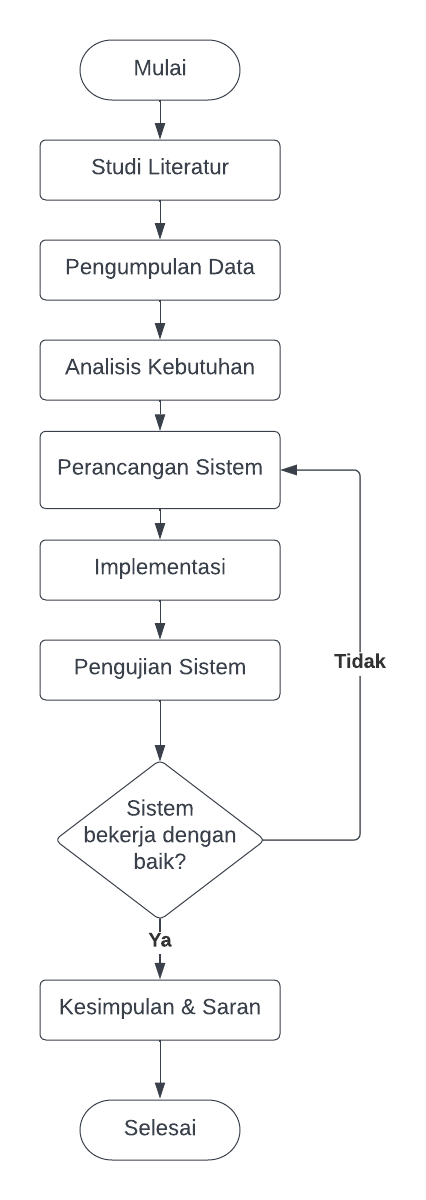 Mulai
Studi Literatur
Pengumpulan Data
Analisis Kebutuhan
Perancangan Sistem
Implementasi
Pengujian Sistem
Tidak
Sistem
bekerja dengan
baik?
Ya
Kesimpulan & Saran
Selesai